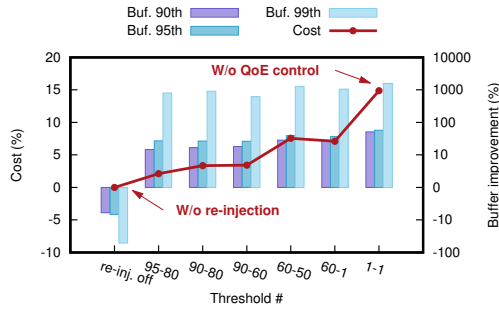 Buf. 90th
Buf. 99th
Buf. 95th
Cost
20
15
10
5
0
-5
-10
Cost (%)
10000
1000
100
10
0
-10
-100
Buffer improvement (%)
W/o QoE control
W/o re-injection
re-inj. off
95-80
90-80
90-60
60-50
60-1
1-1
Threshold #